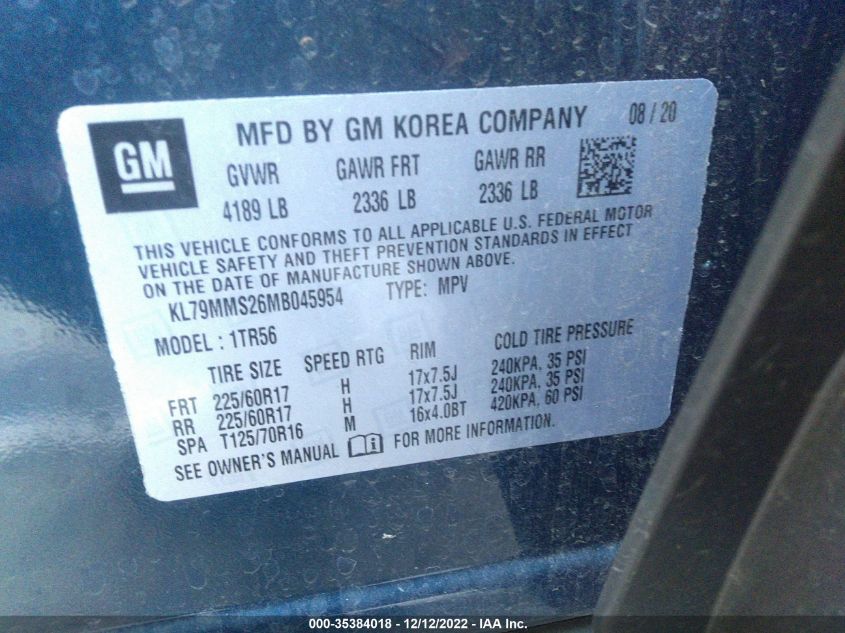 GM
MFD BY GM KOREA COMPANY 08 / 20
GVWR GAWR FRT GAWR RR
4189 LB 2336 LB 2336 LB
THIS VEHICLE CONFORMS TO ALL APPLICABLE U.S. FEDERAL MOTOR
VEHICLE SAFETY AND THEFT PREVENTION STANDARDS IN EFFECT
ON THE DATE OF MANUFACTURE SHOWN ABOVE.
KL79MMS26MB045954 TYPE: MPV
MODEL : 1TR56
TIRE SIZE SPEED RTG RIM COLD TIRE PRESSURE
FRT 225/60R17 H 17x7.5J 240KPA, 35 PSI
RR 225/60R17 H 17x7.5J 240KPA, 35 PSI
SPA T125/70R16 M 16x4.0BT 420KPA, 60 PSI
SEE OWNER'S MANUAL FOR MORE INFORMATION.
000-35384018 - 12/12/2022 - IAA Inc.